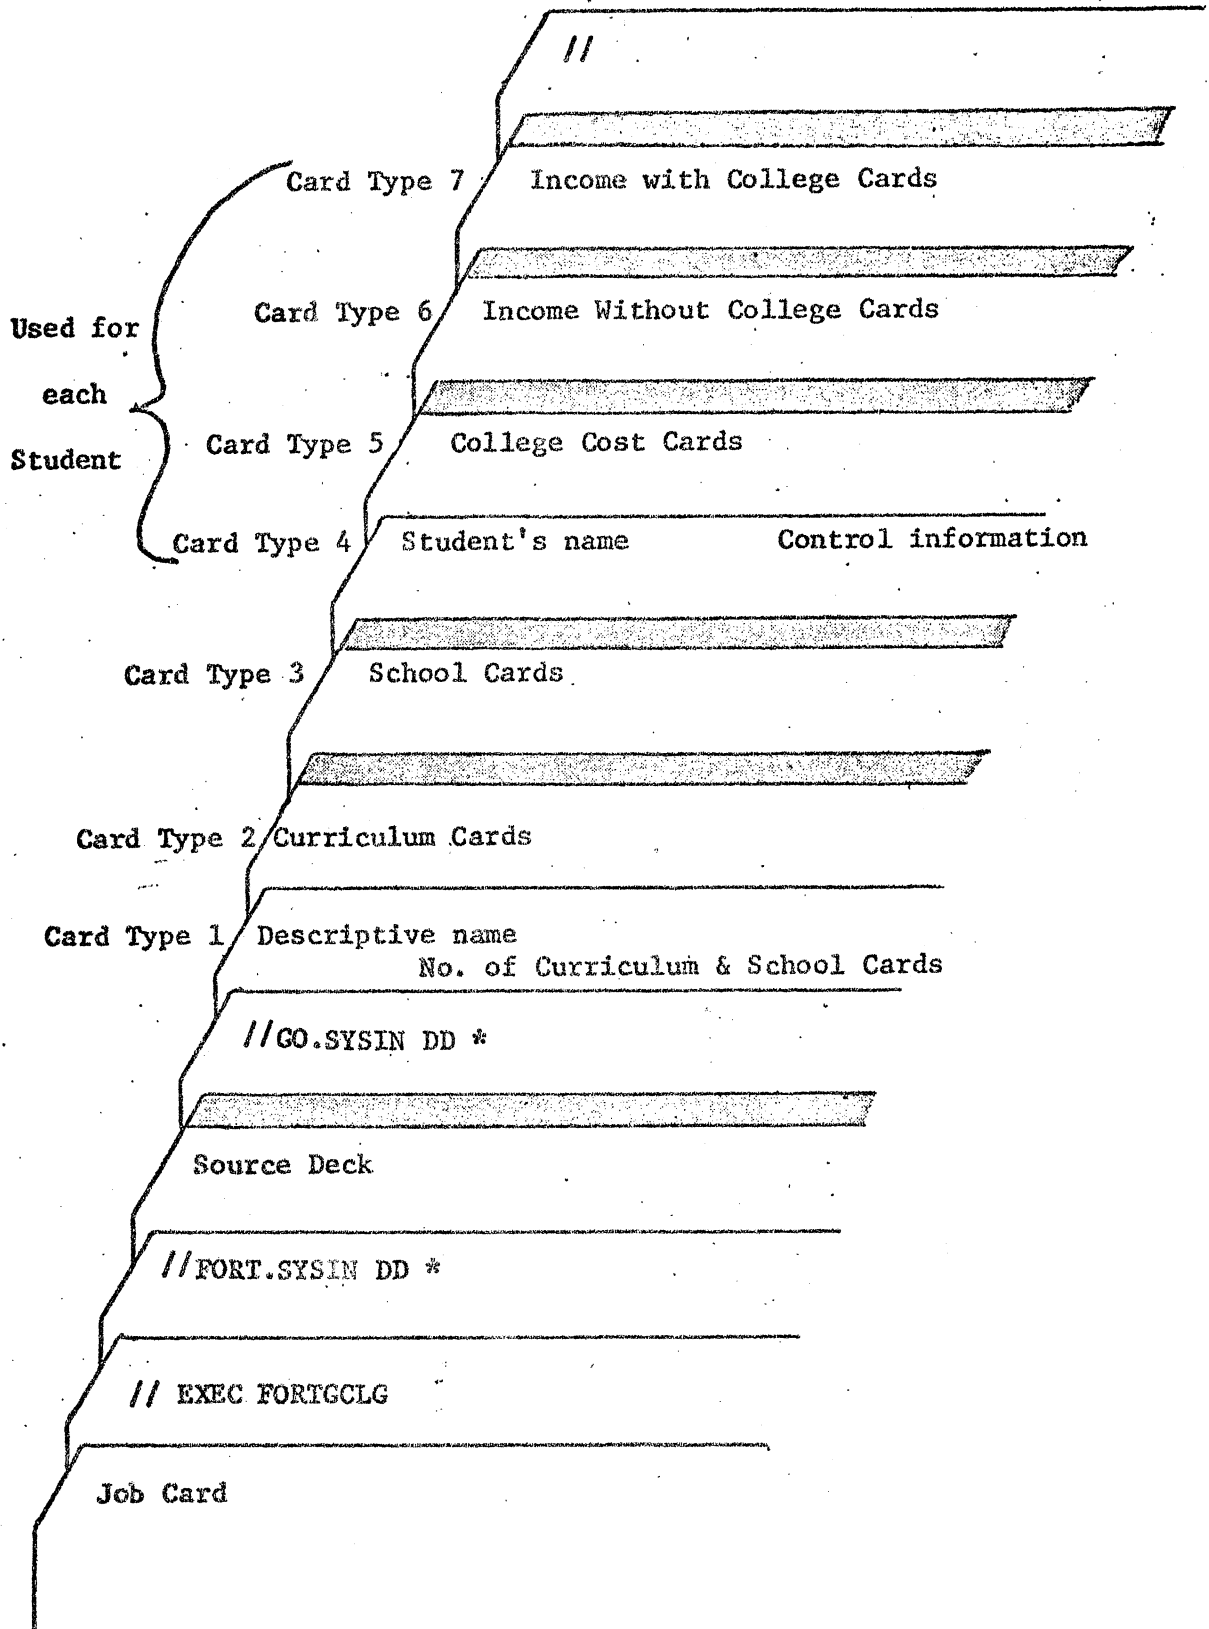 //
Card Type 7 Income with College Cards
Card Type 6 Income Without College Cards
Used for
each
Student
Card Type 5 College Cost Cards
Card Type 4 Student's name Control information
Card Type 3 School Cards
Card Type 2 Curriculum Cards
Card Type 1 Descriptive name
No. of Curriculum & School Cards
//GO.SYSIN DD *
Source Deck
//FORT.SYSIN DD *
// EXEC FORTGCLG
Job Card